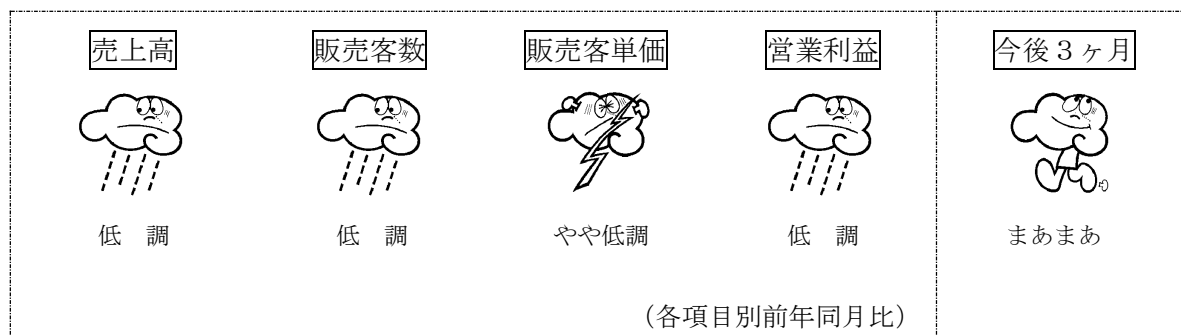 売上高 販売客数 販売客単価 営業利益 今後３ヶ月
低　調 低　調 やや低調 低　調 まあまあ
（各項目別前年同月比）